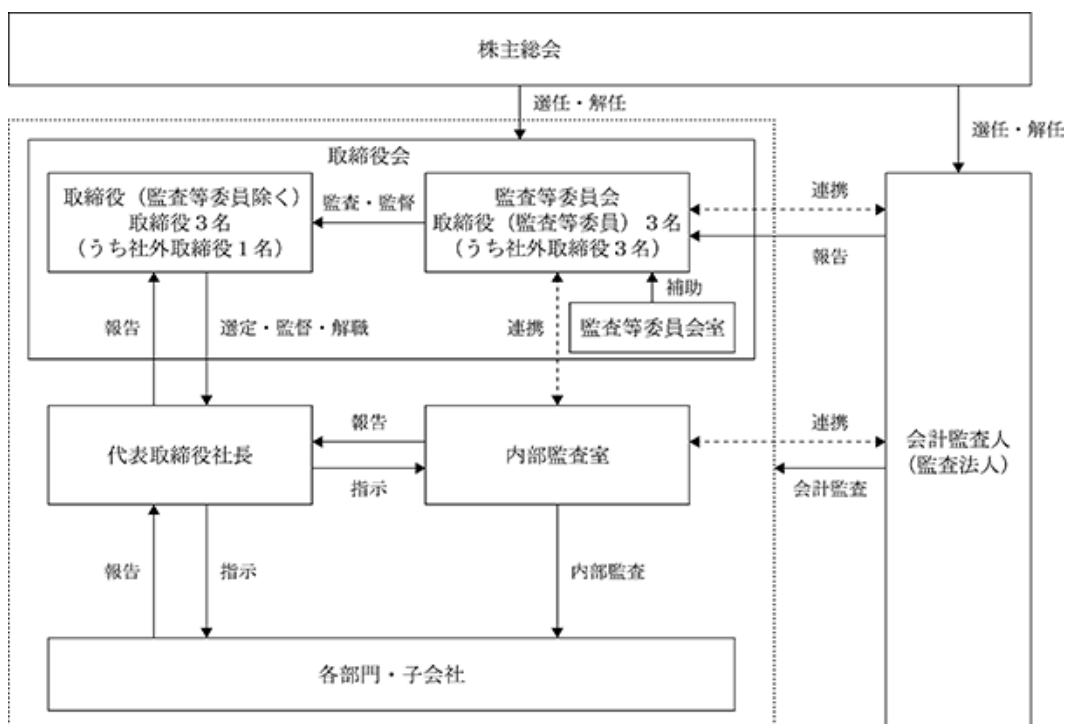 株主総会
選任・解任
選任・解任
取締役会
取締役（監査等委員除く）
取締役３名
（うち社外取締役１名）
監査・監督
監査等委員会
取締役（監査等委員）３名
（うち社外取締役３名）
連携
報告
補助
監査等委員会室
報告
選定・監督・解職
連携
代表取締役社長
報告
指示
内部監査室
連携
会計監査
会計監査人
（監査法人）
報告
指示
内部監査
各部門・子会社